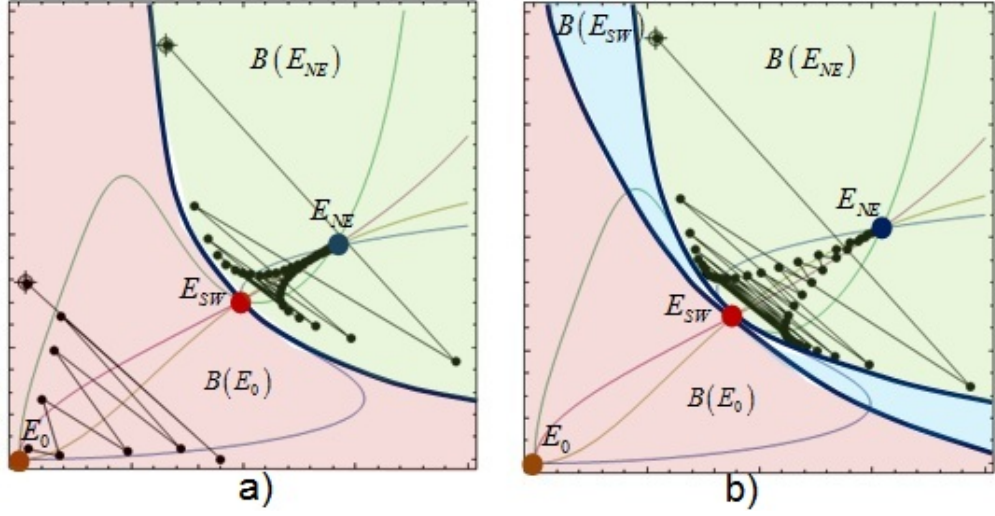 B(E_NE)
E_NE
E_SW
B(E_0)
E_0
a)
B(E_SW)
B(E_NE)
E_NE
E_SW
B(E_0)
E_0
b)